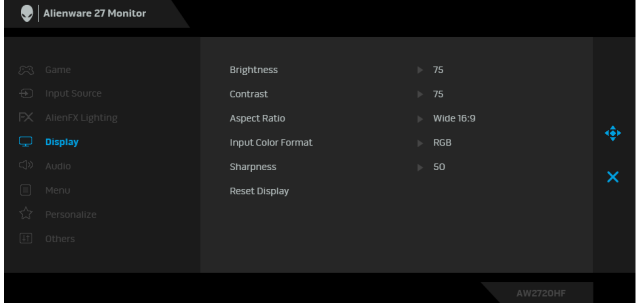 Alienware 27 Monitor
Game
Input Source
FX AlienFX Lighting
Display
Audio
Menu
Personalize
Others
Brightness 75
Contrast 75
Aspect Ratio Wide 16:9
Input Color Format RGB
Sharpness 50
Reset Display
AW2720HF